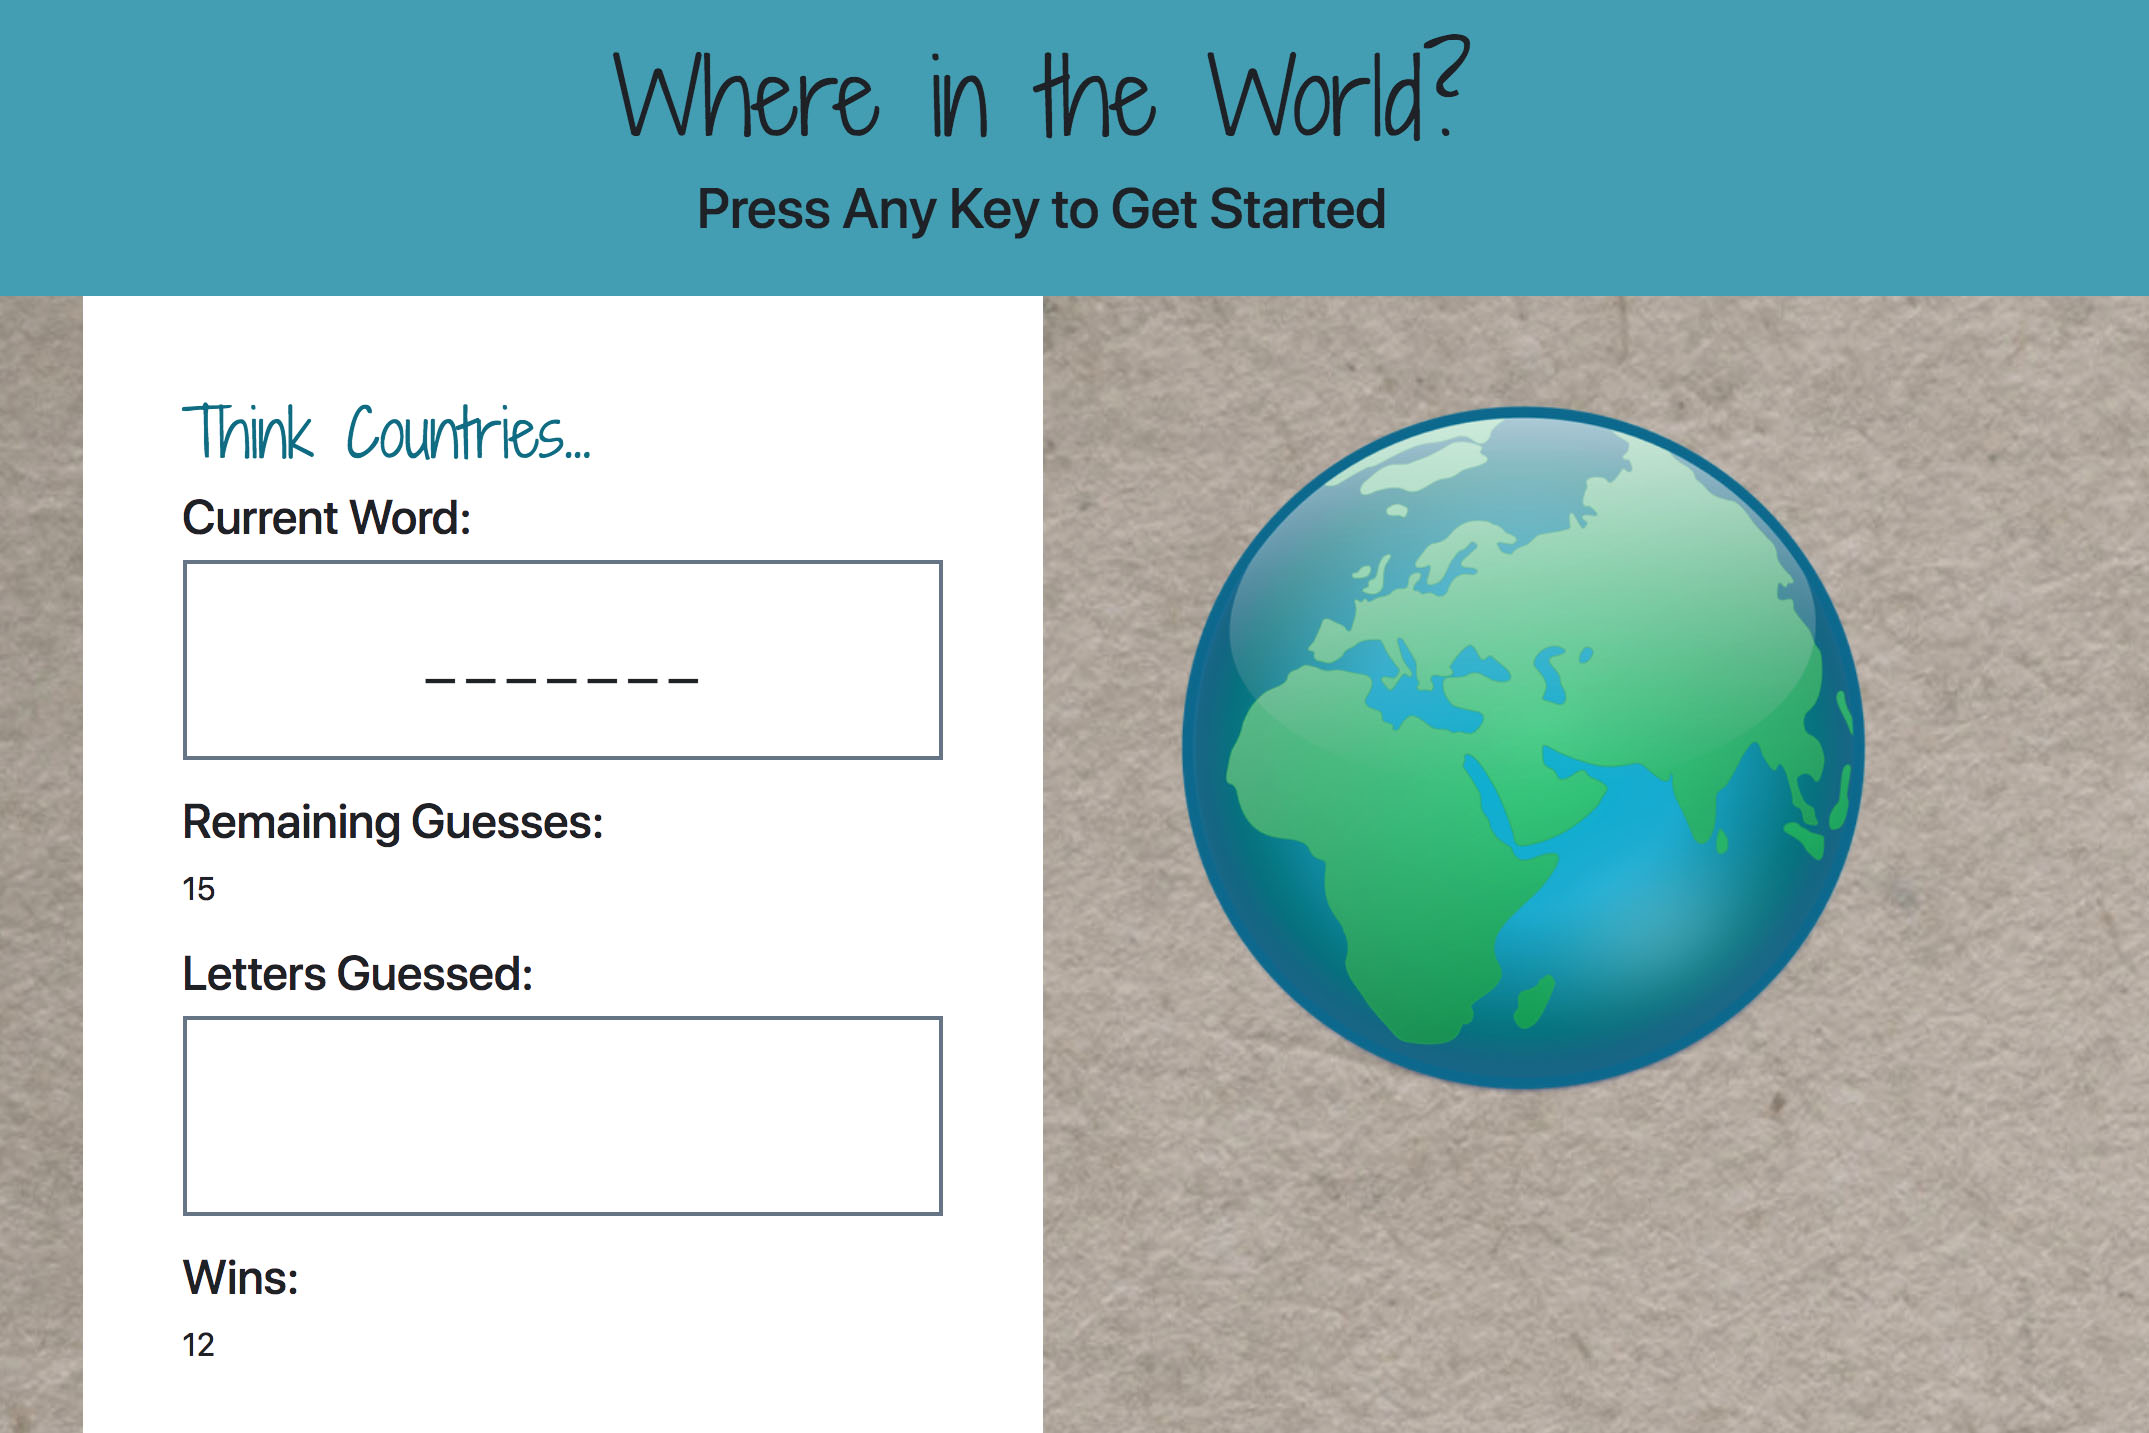 Where in the World?
Press Any Key to Get Started
Think Countries...
Current Word:
_ _ _ _ _ _ _
Remaining Guesses:
15
Letters Guessed:
Wins:
12